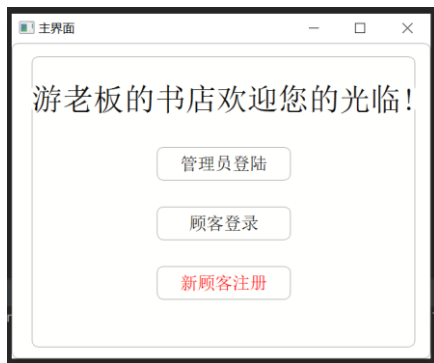 主界面
游老板的书店欢迎您的光临！
管理员登陆
顾客登录
新顾客注册